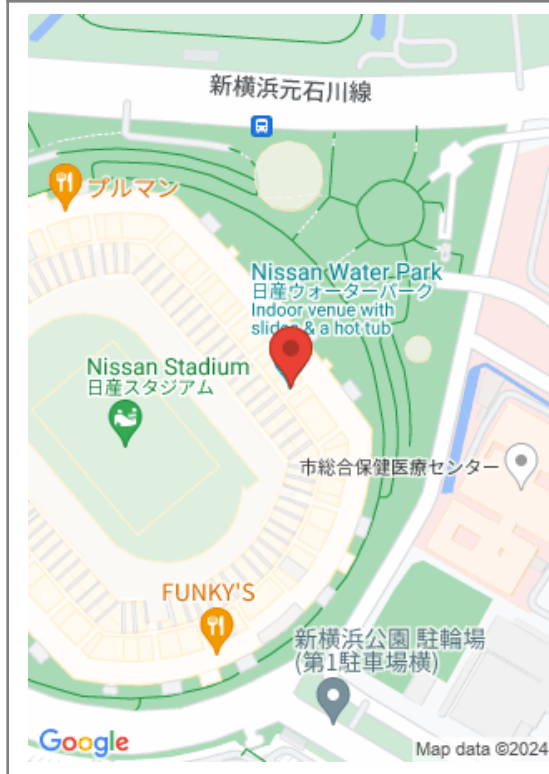 新横浜元石川線
プルマン
Nissan Water Park
日産ウォーターパーク
Indoor venue with
slides & a hot tub
Nissan Stadium
日産スタジアム
市総合保健医療センター
FUNKY'S
新横浜公園 駐輪場
(第1駐車場横)
Google
Map data ©2024